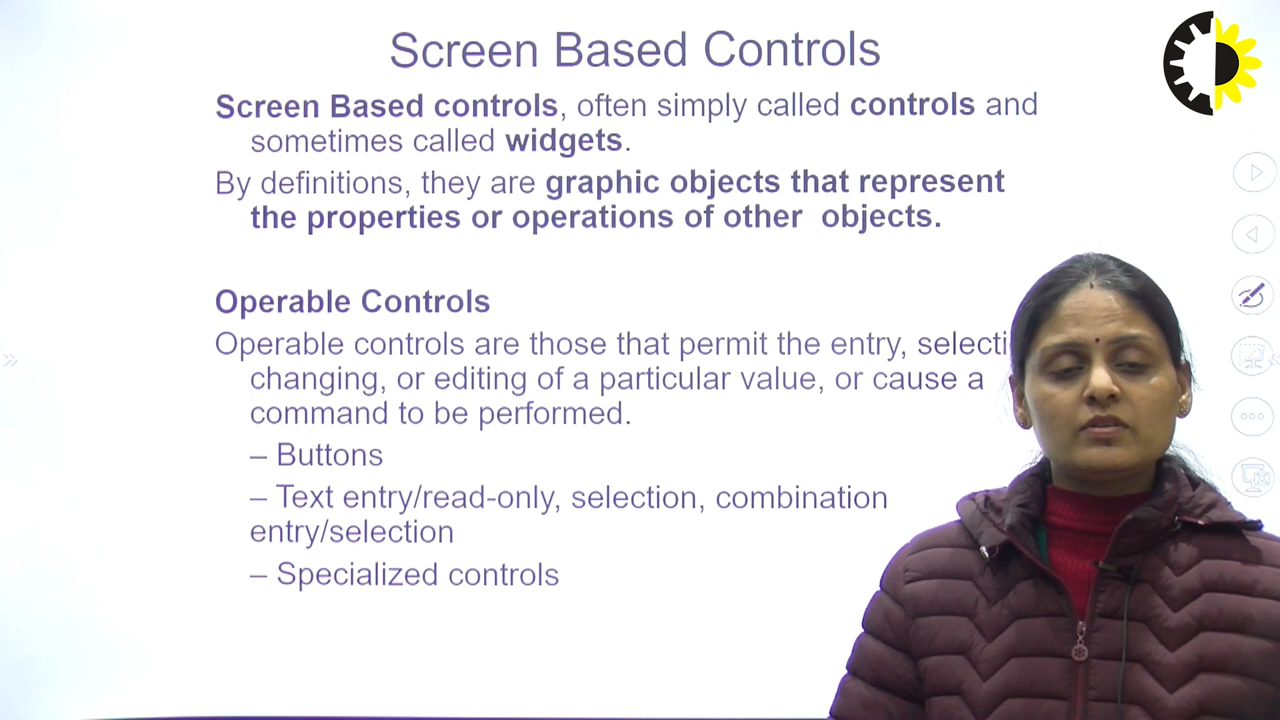 Screen Based Controls
Screen Based controls, often simply called controls and
sometimes called widgets.
By definitions, they are graphic objects that represent
the properties or operations of other objects.
Operable Controls
Operable controls are those that permit the entry,
changing, or editing of a particular value, or cause a
command to be performed.
– Buttons
– Text entry/read-only, selection, combination
entry/selection
– Specialized controls